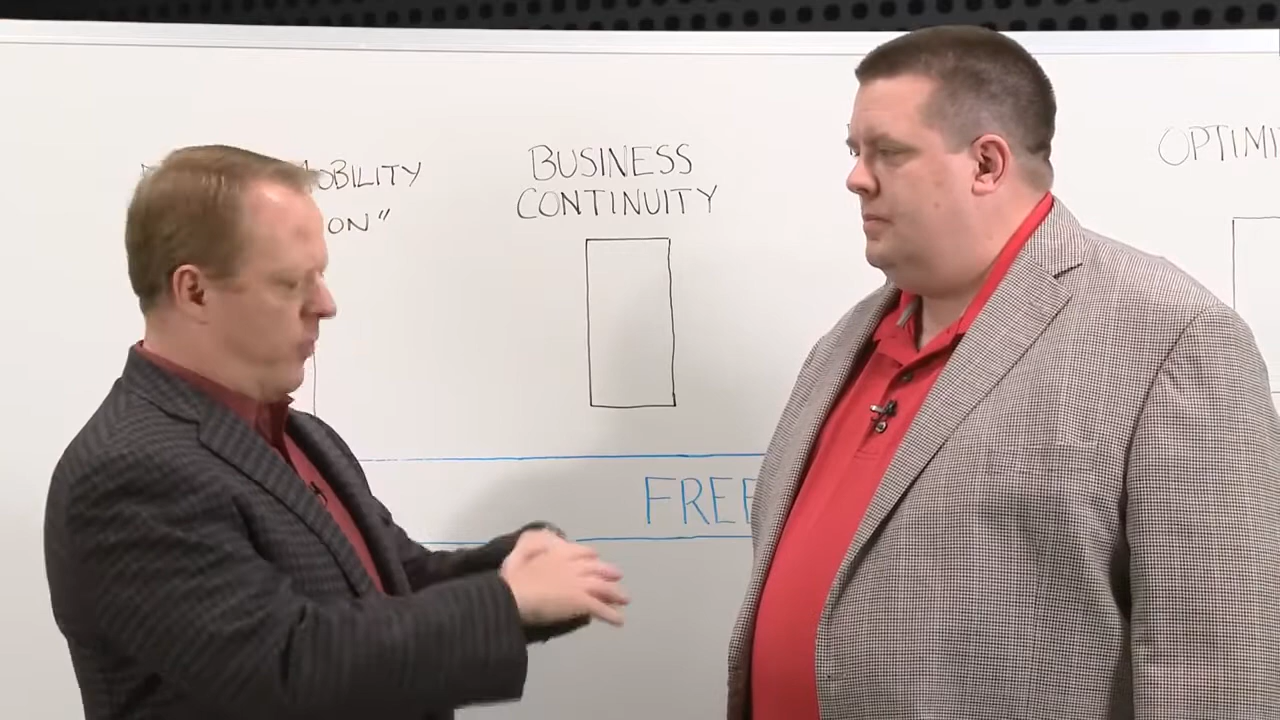 OBILITY
ON"
BUSINESS
CONTINUITY
OPTIMI
FREE